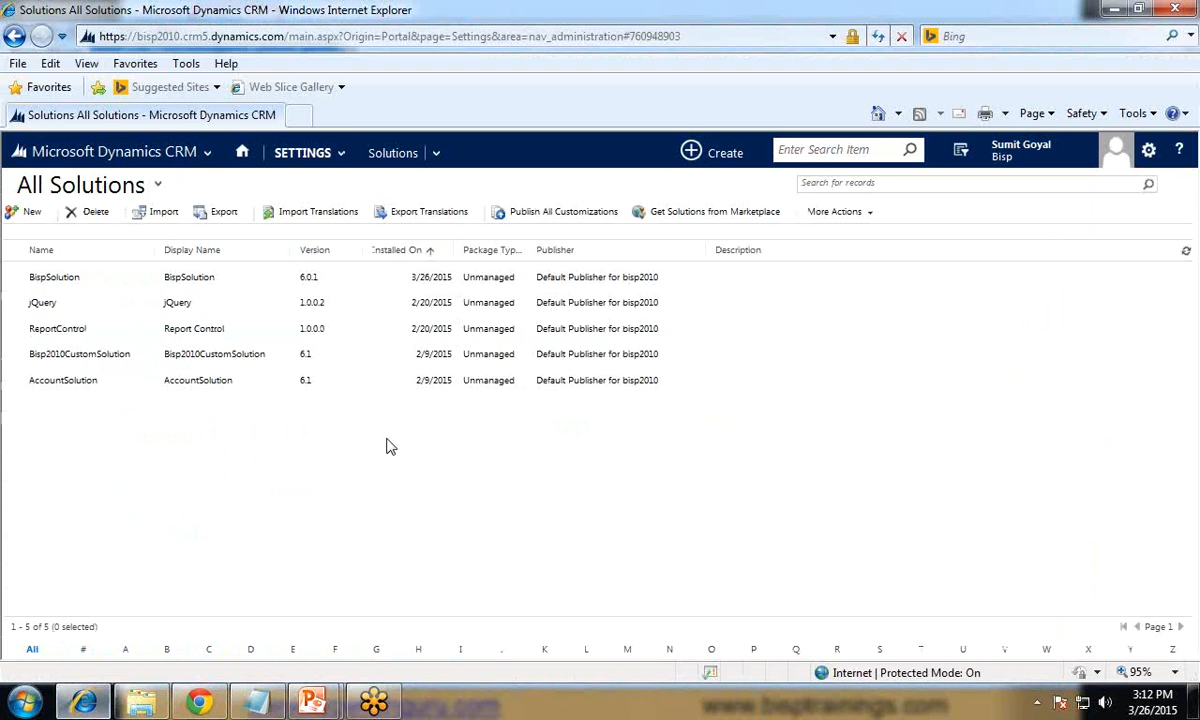 Solutions All Solutions - Microsoft Dynamics CRM - Windows Internet Explorer
https://bisp2010.crm5.dynamics.com/main.aspx?Origin=Portal&page=Settings&area=nav_administration#760948903
Bing
File Edit View Favorites Tools Help
Favorites Suggested Sites Web Slice Gallery
Solutions All Solutions - Microsoft Dynamics CRM
Page Safety Tools
Microsoft Dynamics CRM SETTINGS Solutions Create Enter Search Item Sumit Goyal
Bisp
?
All Solutions Search for records
New Delete Import Export Import Translations Export Translations Publish All Customizations Get Solutions from Marketplace More Actions
Name Display Name Version Installed On Package Typ... Publisher Description
BispSolution BispSolution 6.0.1 3/26/2015 Unmanaged Default Publisher for bisp2010
jQuery jQuery 1.0.0.2 2/20/2015 Unmanaged Default Publisher for bisp2010
ReportControl Report Control 1.0.0.0 2/20/2015 Unmanaged Default Publisher for bisp2010
Bisp2010CustomSolution Bisp2010CustomSolution 6.1 2/9/2015 Unmanaged Default Publisher for bisp2010
AccountSolution AccountSolution 6.1 2/9/2015 Unmanaged Default Publisher for bisp2010
1 - 5 of 5 (0 selected) Page 1
All # A B C D E F G H I J K L M N O P Q R S T U V W X Y Z
Internet | Protected Mode: On 95%
www.bisptrainings.com
3:12 PM
3/26/2015